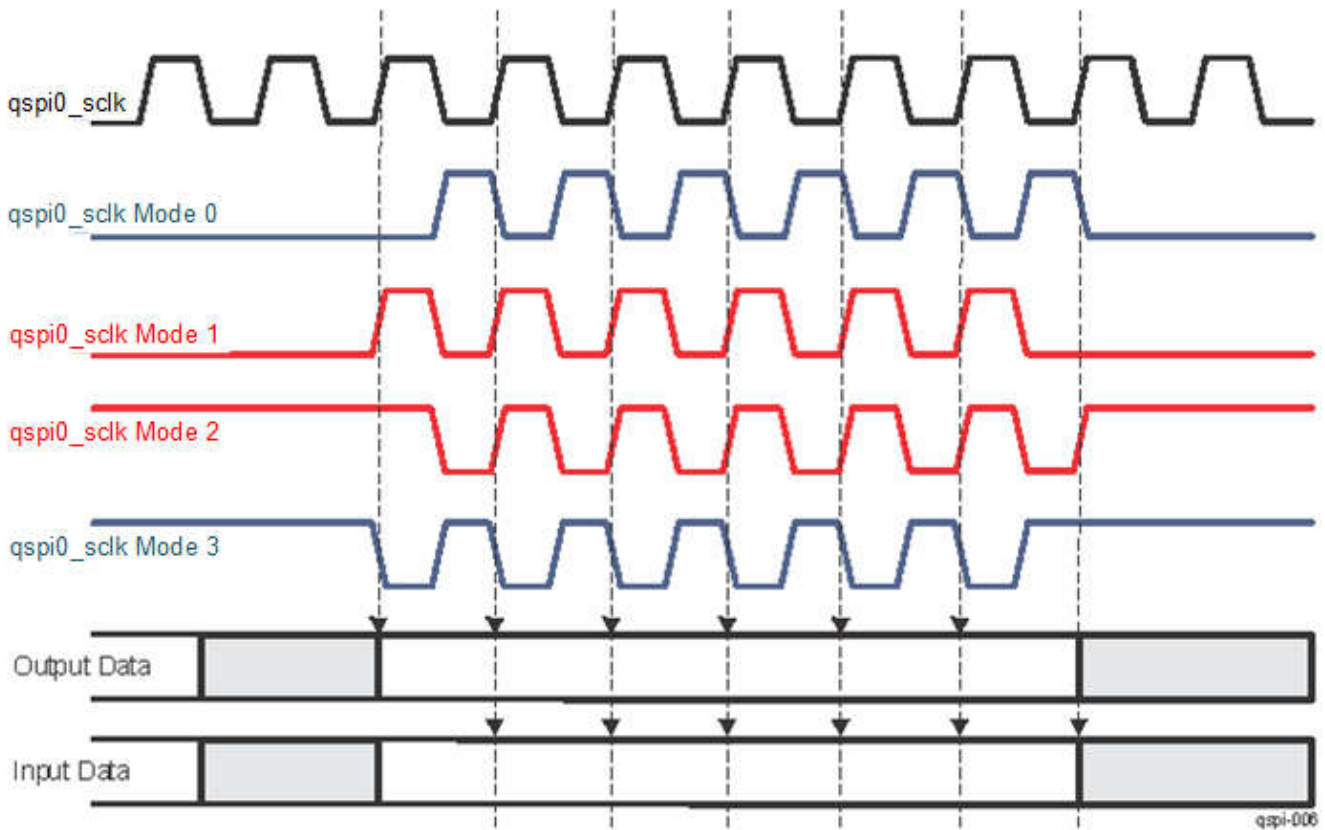 qspi0_sclk
qspi0_sclk Mode 0
qspi0_sclk Mode 1
qspi0_sclk Mode 2
qspi0_sclk Mode 3
Output Data
Input Data
qspi-006